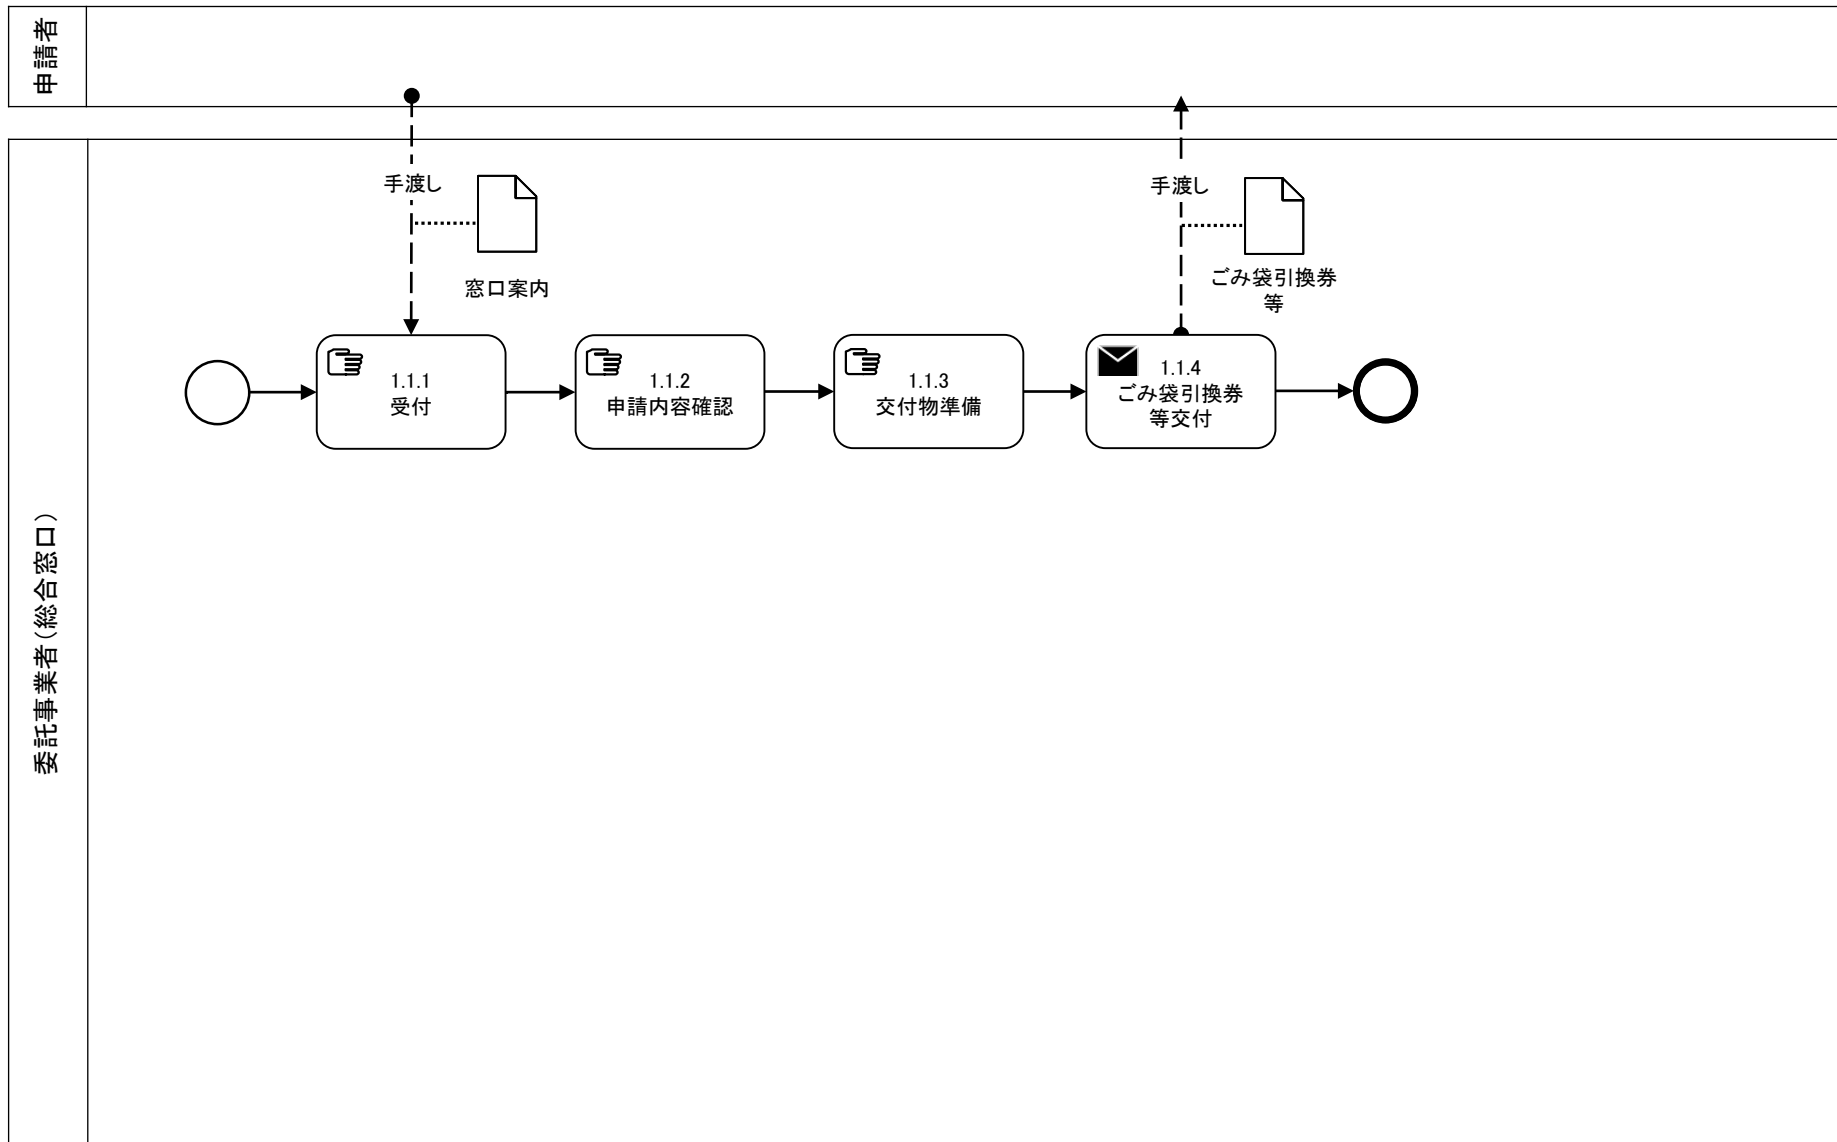 申請者
手渡し
窓口案内
手渡し
ごみ袋引換券
等
1.1.1
受付
1.1.2
申請内容確認
1.1.3
交付物準備
1.1.4
ごみ袋引換券
等交付
委託事業者（総合窓口）